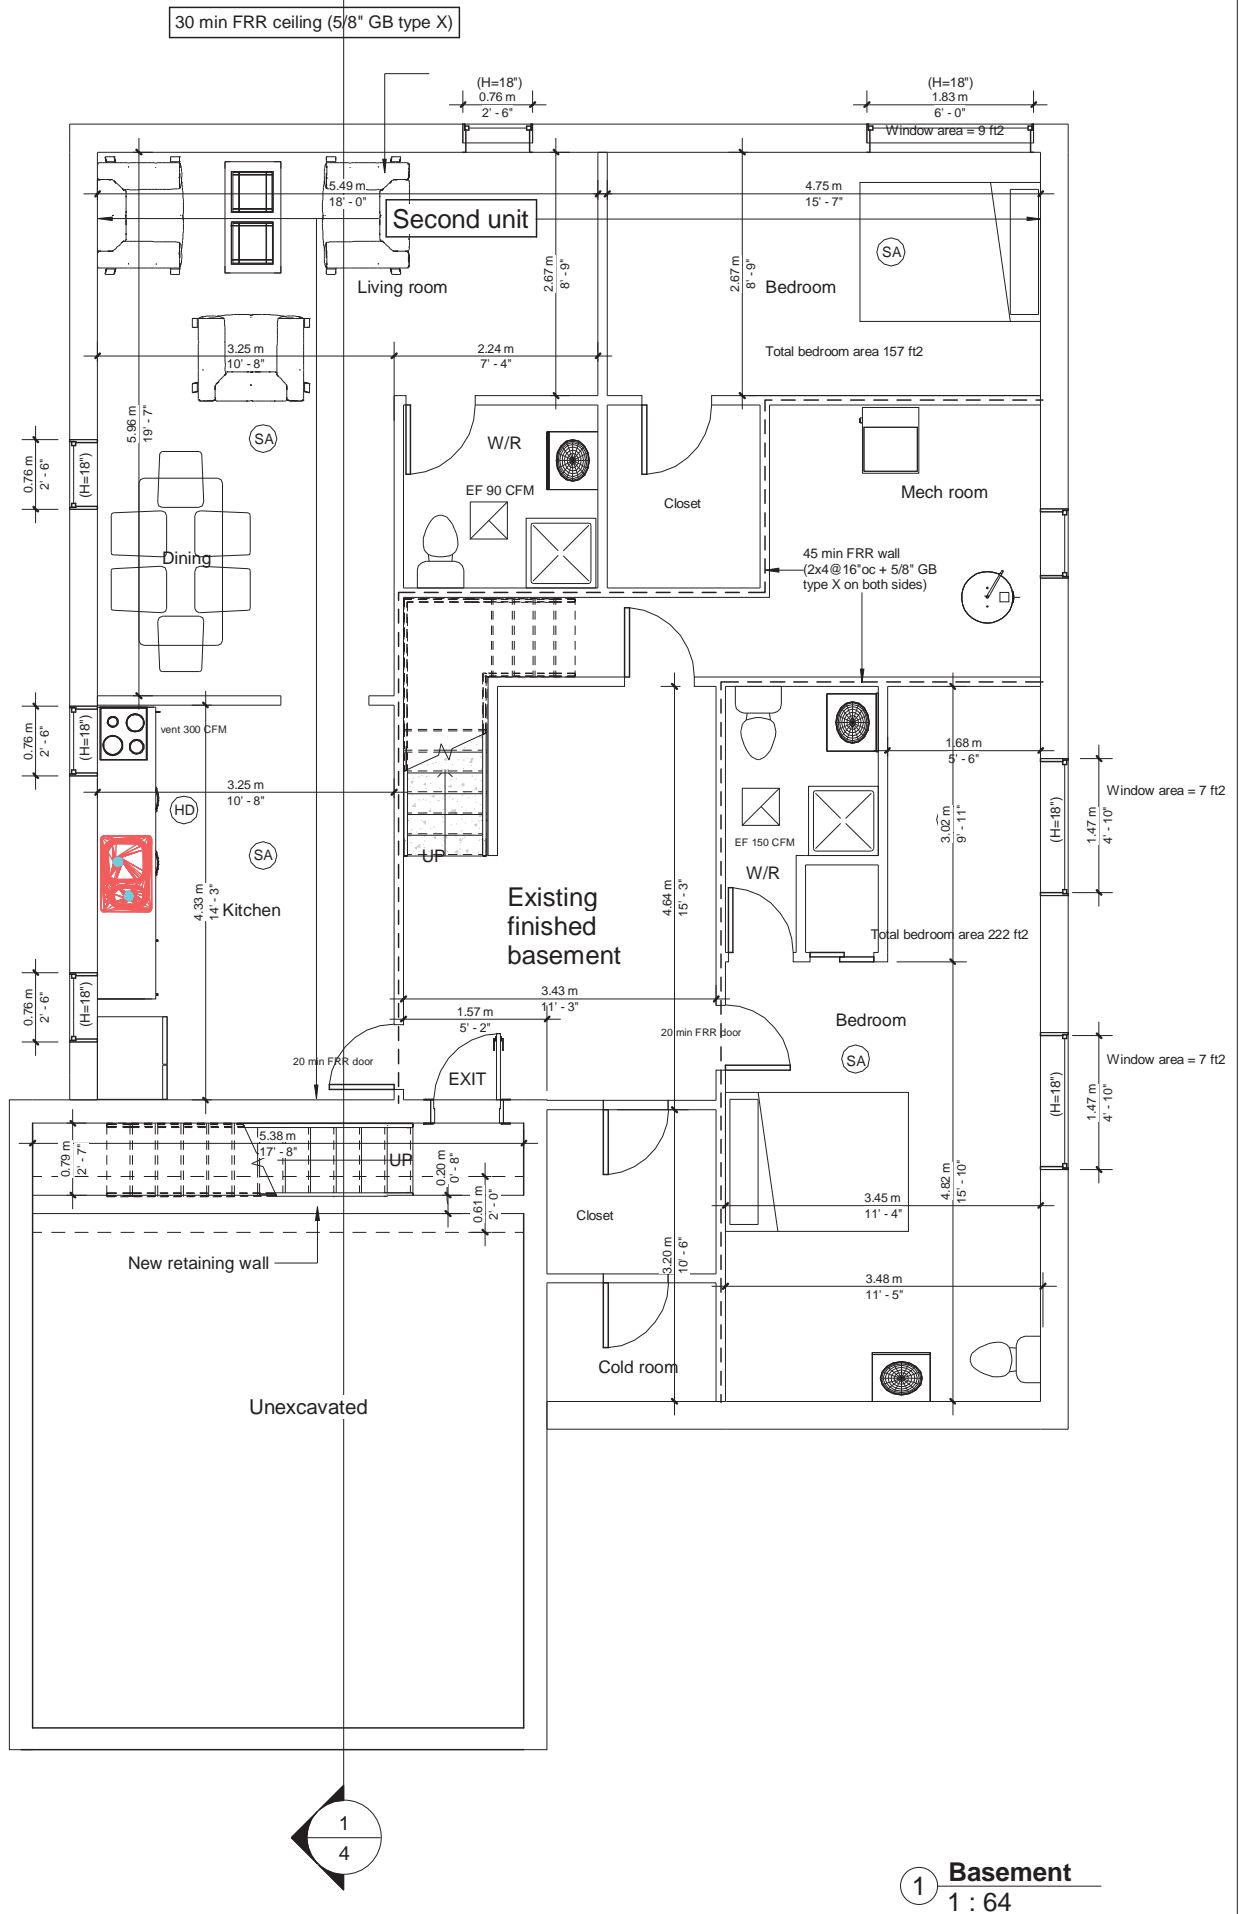 30 min FRR ceiling (5/8" GB type X)
(H=18")
0.76 m
2' - 6"
(H=18")
1.83 m
6' - 0"
Window area = 9 ft2
5.49 m
18' - 0"
4.75 m
15' - 7"
Second unit
SA
2.67 m
8' - 9"
2.67 m
8' - 9"
Living room
Bedroom
3.25 m
10' - 8"
2.24 m
7' - 4"
Total bedroom area 157 ft2
5.96 m
19' - 7"
SA
W/R
0.76 m
2' - 6"
(H=18")
EF 90 CFM
Closet
Mech room
Dining
45 min FRR wall
(2x4@16"oc + 5/8" GB
type X on both sides)
0.76 m
2' - 6"
(H=18")
vent 300 CFM
1.68 m
5' - 6"
3.25 m
10' - 8"
HD
Window area = 7 ft2
(H=18")
1.47 m
4' - 10"
3.02 m
9' - 11"
EF 150 CFM
SA
UP
W/R
4.33 m
14' - 3"
Kitchen
Existing
finished
basement
4.64 m
15' - 3"
Total bedroom area 222 ft2
0.76 m
2' - 6"
(H=18")
3.43 m
11' - 3"
1.57 m
5' - 2"
20 min FRR door
20 min FRR door
Bedroom
SA
EXIT
Window area = 7 ft2
(H=18")
1.47 m
4' - 10"
0.79 m
2' - 7"
5.38 m
17' - 8"
UP
0.20 m
0' - 8"
0.61 m
2' - 0"
4.82 m
15' - 10"
3.45 m
11' - 4"
Closet
New retaining wall
3.20 m
10' - 6"
3.48 m
11' - 5"
Cold room
Unexcavated
1
4
1
Basement
1 : 64